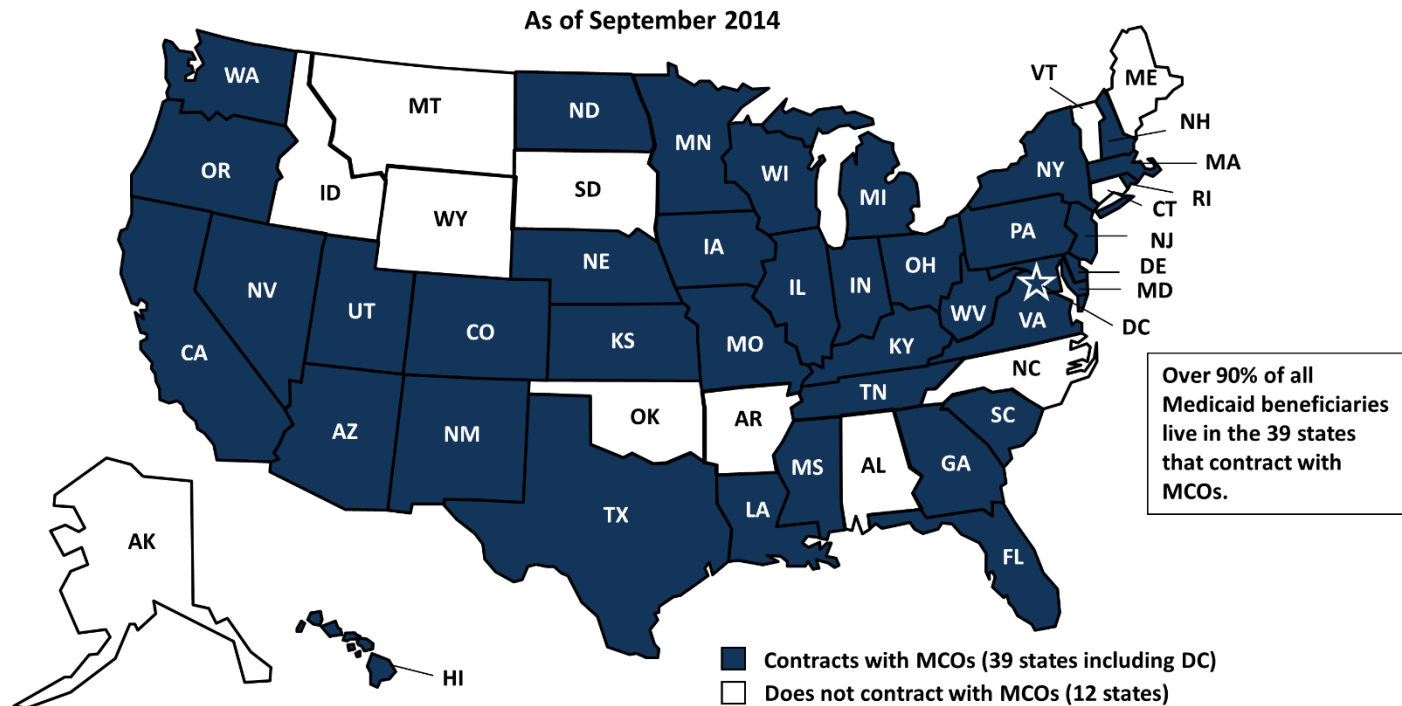 As of September 2014
WA
MT
ND
MN
VT
ME
NH
OR
ID
SD
WI
MI
NY
MA
WY
RI
CT
IA
PA
NJ
NE
OH
DE
NV
IL
IN
MD
UT
CO
WV
VA
DC
CA
KS
MO
KY
NC
TN
OK
AR
SC
AZ
NM
MS
AL
GA
TX
LA
FL
AK
HI
Over 90% of all
Medicaid beneficiaries
live in the 39 states
that contract with
MCOs.
Contracts with MCOs (39 states including DC)
Does not contract with MCOs (12 states)